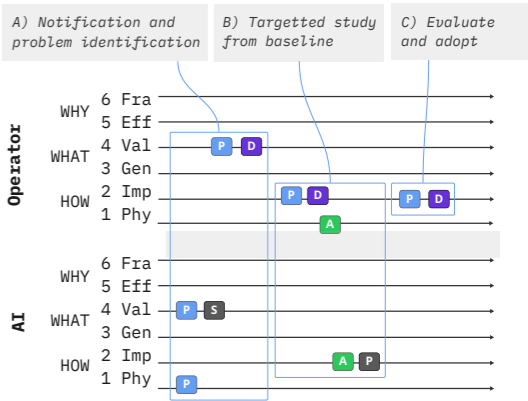 A) Notification and
problem identification
B) Targetted study
from baseline
C) Evaluate
and adopt
Operator
WHY
6 Fra
5 Eff
WHAT
4 Val
P D
3 Gen
HOW
2 Imp
P D
P D
1 Phy
A
AI
WHY
6 Fra
5 Eff
WHAT
4 Val
P S
3 Gen
HOW
2 Imp
A P
1 Phy
P